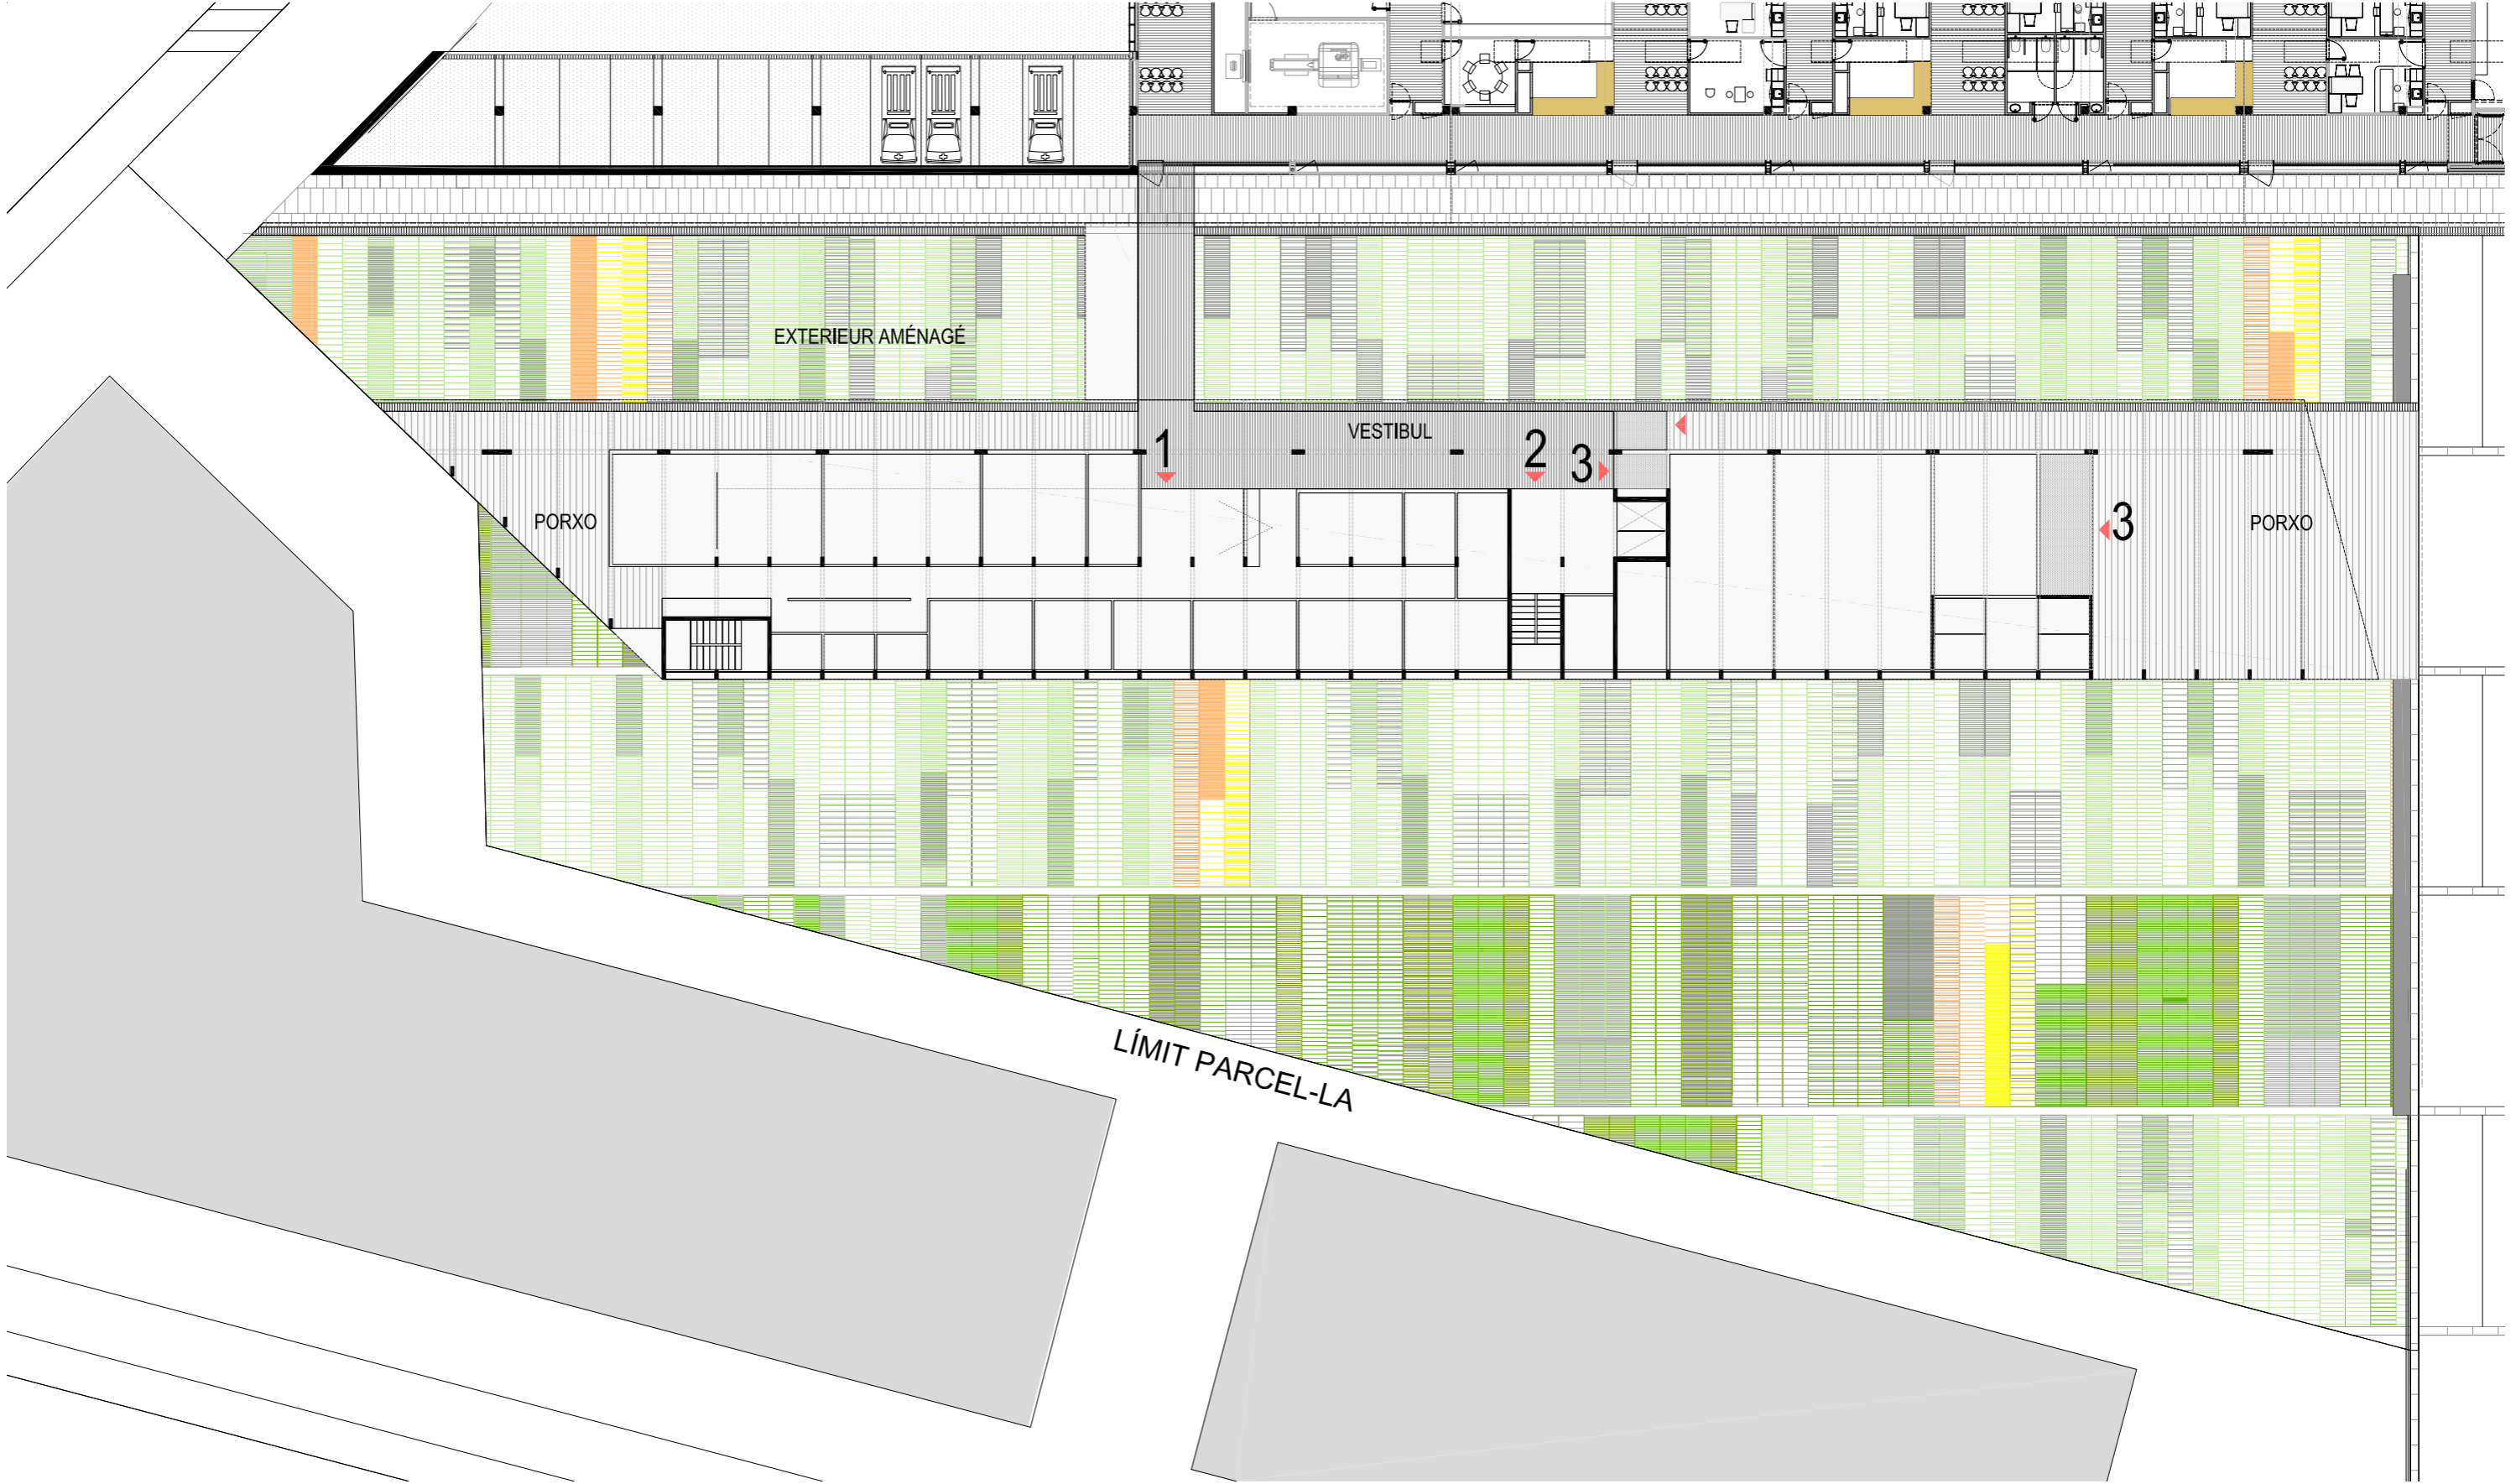 EXTERIEUR AMÉNAGÉ
VESTIBUL
1
2
3
PORXO
3
PORXO
LÍMIT PARCEL-LA